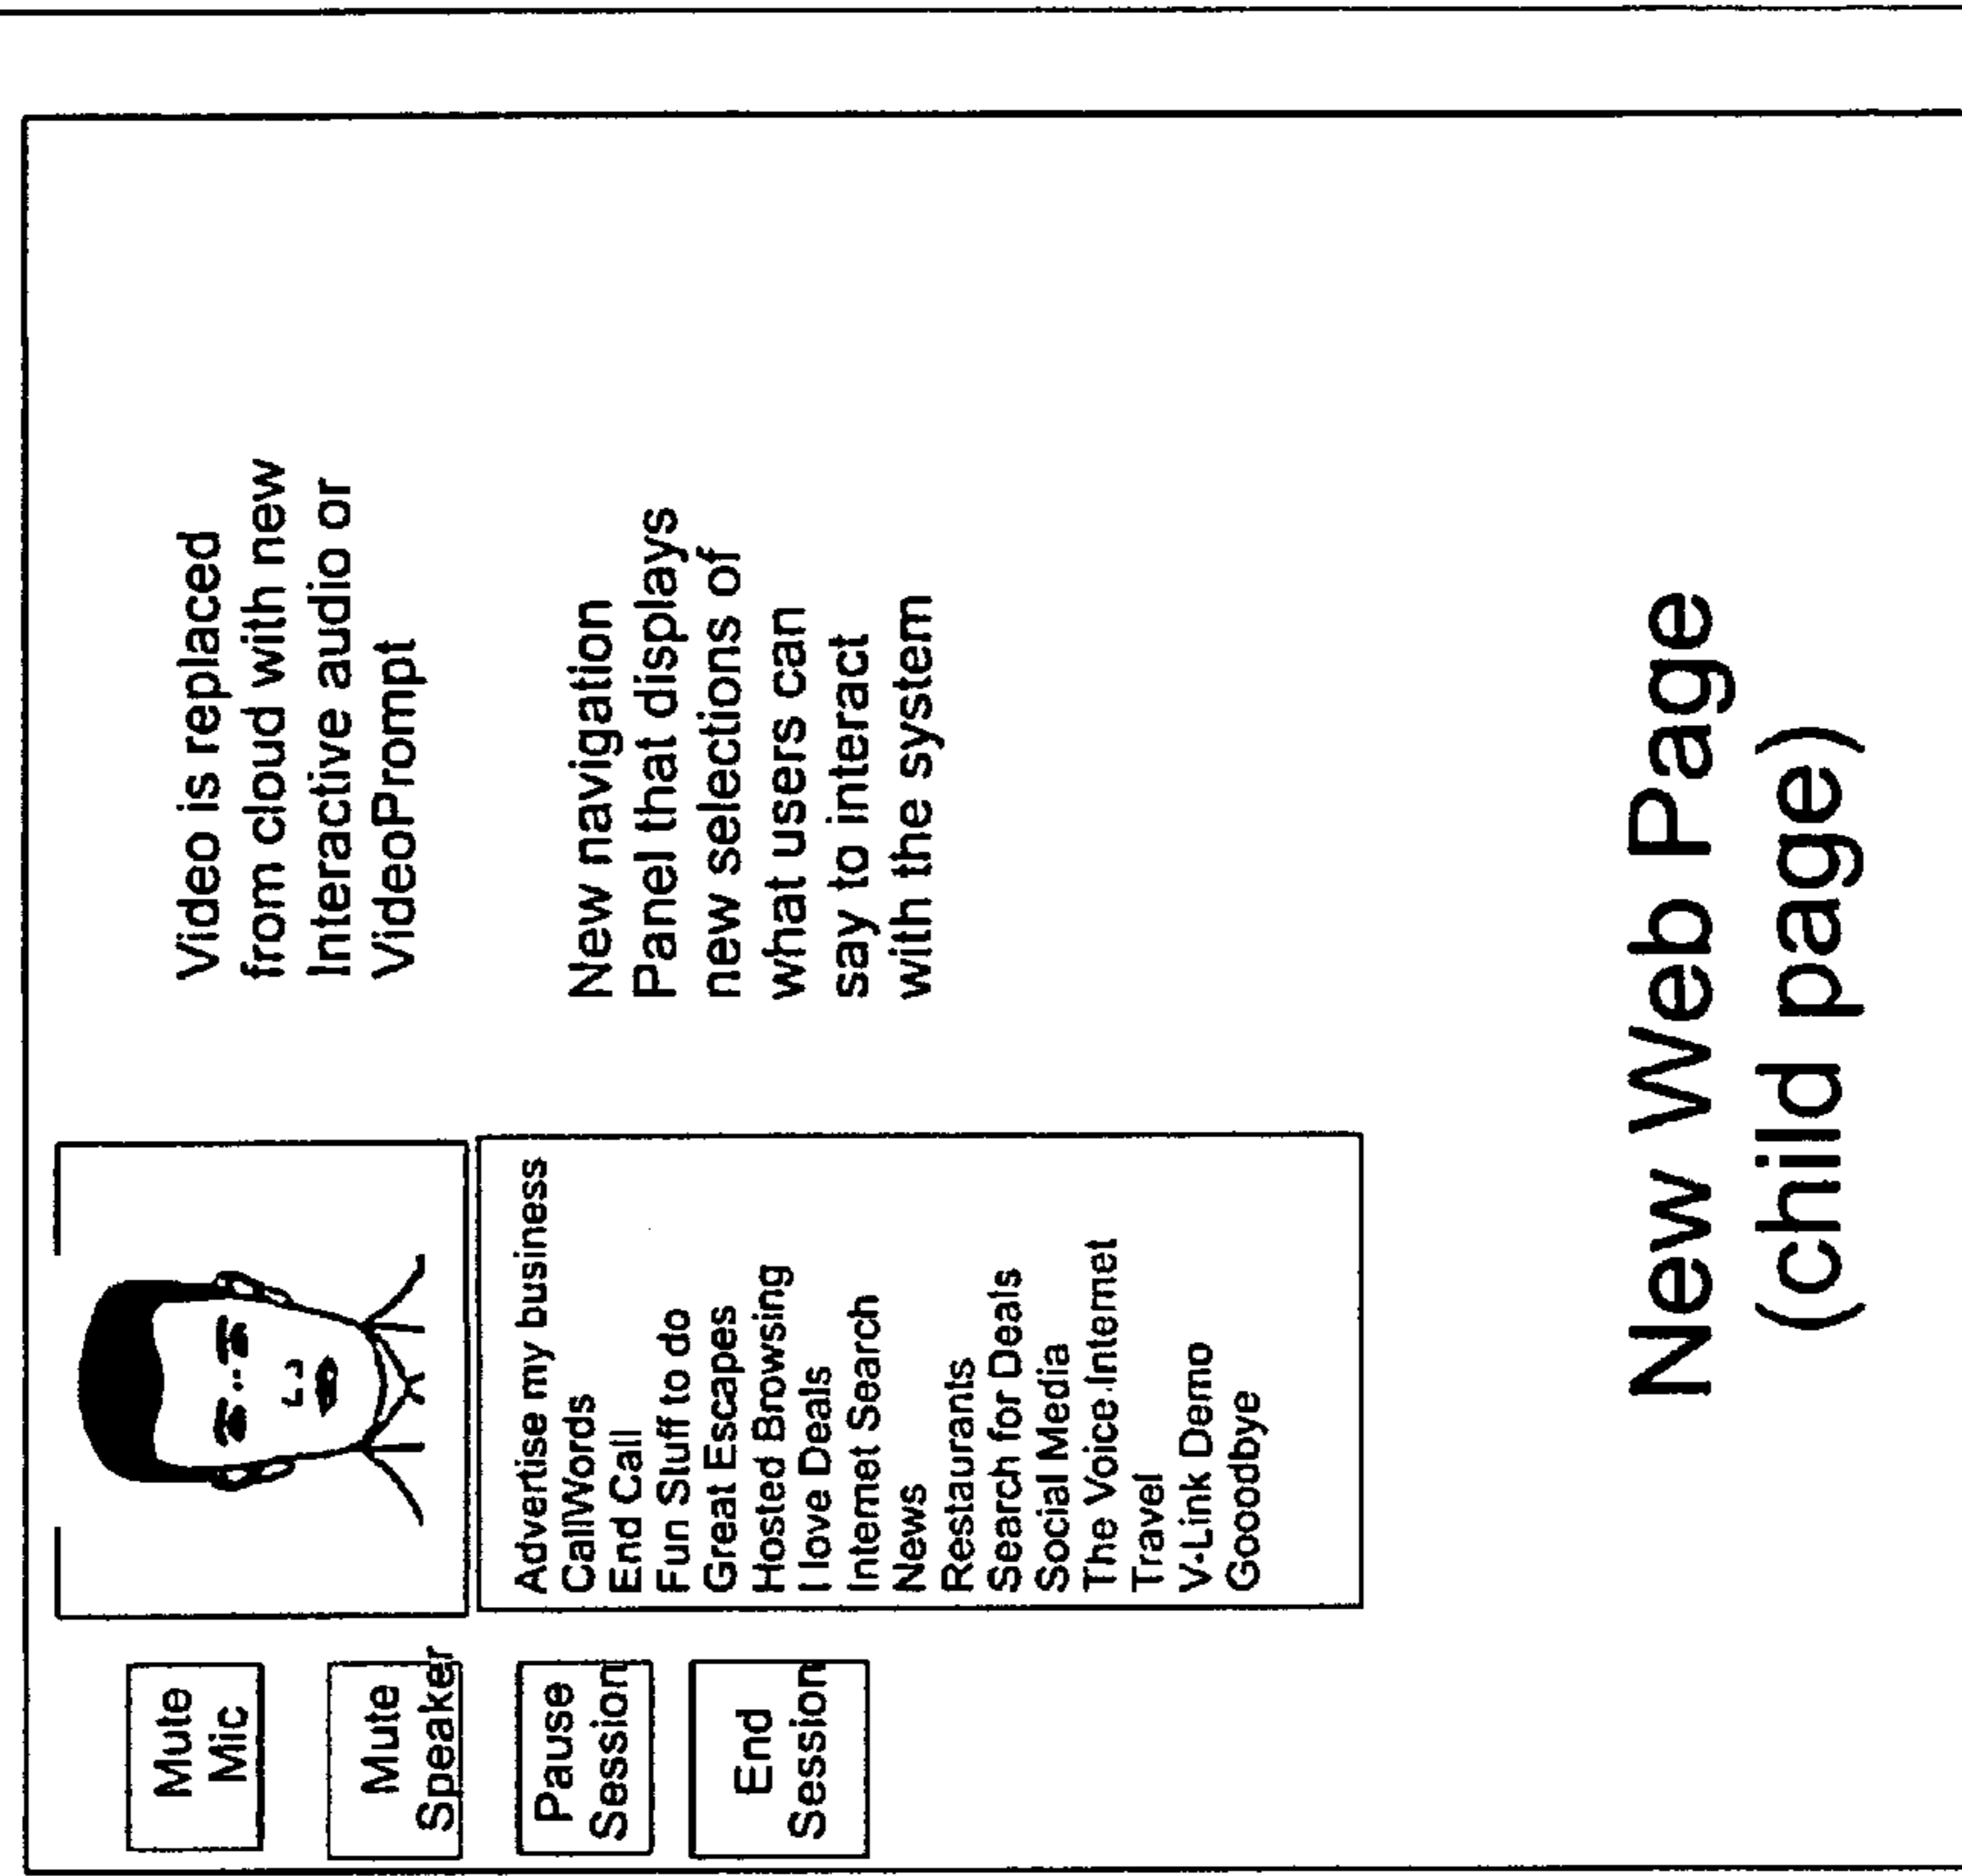 Mute
Mic
Mute
Speaker
Pause
Session
End
Session
Advertise my business
CallWords
End Call
Fun Stuff to do
Great Escapes
Hosted Browsing
I love Deals
Internet Search
News
Restaurants
Search for Deals
Social Media
The Voice Internet
Travel
V-Link Demo
Goodbye
Video is replaced
from cloud with new
Interactive audio or
VideoPrompt
New navigation
Panel that displays
new selections of
what users can
say to interact
with the system
New Web Page
(child page)